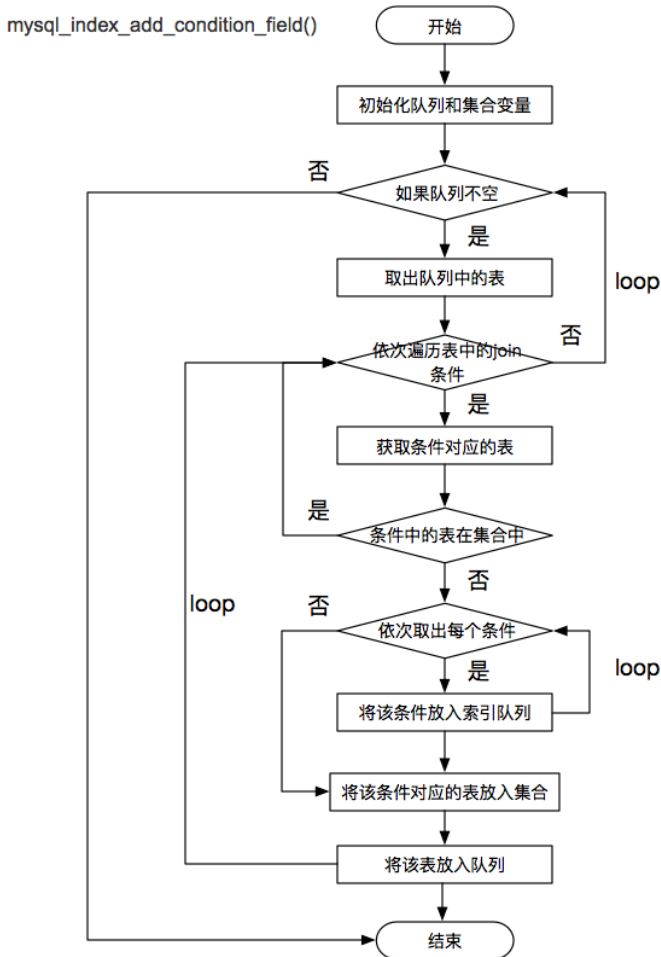 mysql_index_add_condition_field()
开始
初始化队列和集合变量
否
如果队列不空
是
取出队列中的表
loop
否
依次遍历表中的join
条件
是
获取条件对应的表
是
条件中的表在集合中
否
loop
否
依次取出每个条件
是
loop
将该条件放入索引队列
将该条件对应的表放入集合
将该表放入队列
结束